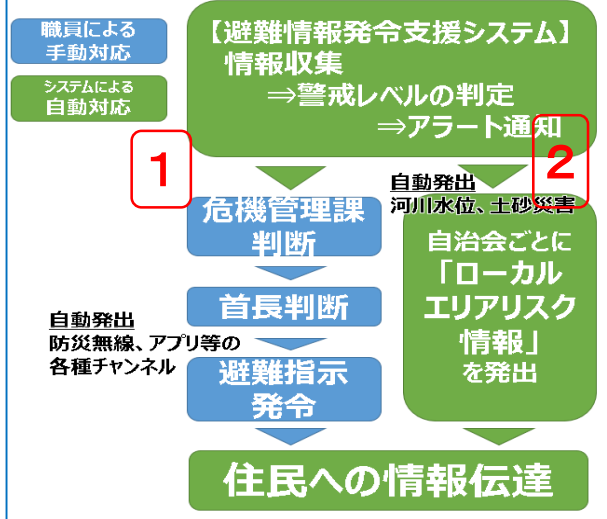 職員による
手動対応
システムによる
自動対応
【避難情報発令支援システム】
情報収集
⇒警戒レベルの判定
⇒アラート通知
1
2
自動発出
河川水位、土砂災害
危機管理課
判断
首長判断
自動発出
防災無線、アプリ等の
各種チャンネル
避難指示
発令
自治会ごとに
「ローカル
エリアリスク
情報」
を発出
住民への情報伝達